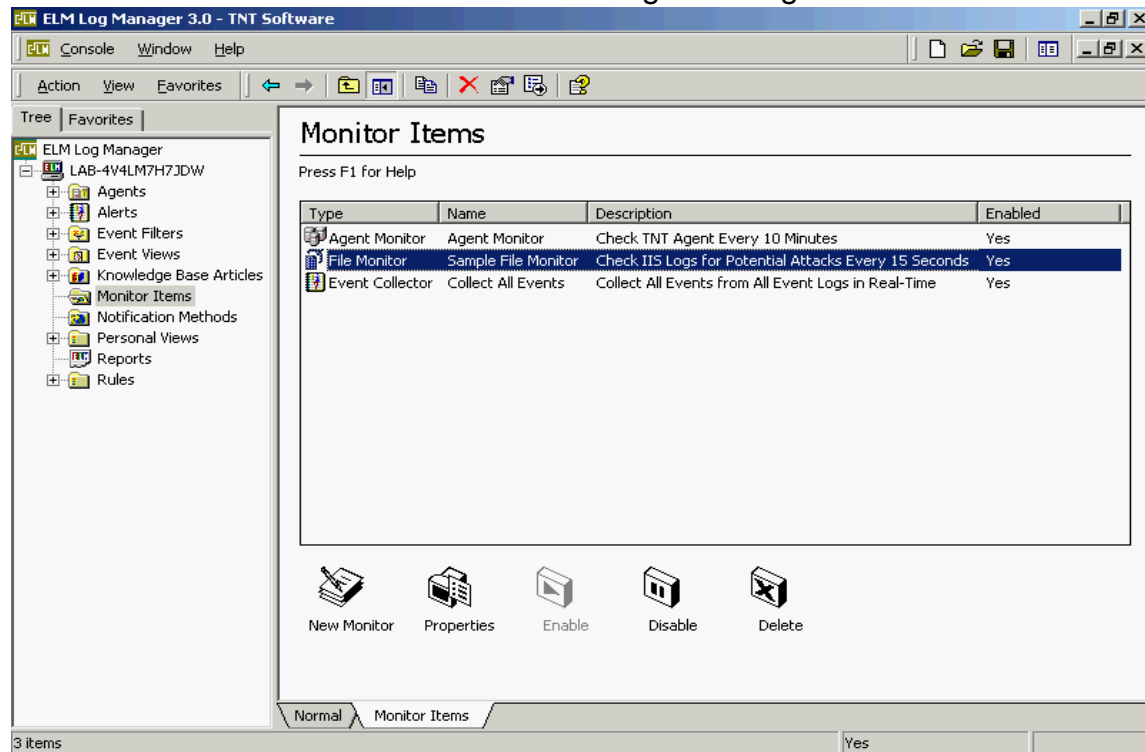 ELM Log Manager 3.0 - TNT Software
Console Window Help
Action View Favorites
Tree Favorites
ELM Log Manager
LAB-4V4LM7H7JDW
Agents
Alerts
Event Filters
Event Views
Knowledge Base Articles
Monitor Items
Notification Methods
Personal Views
Reports
Rules
Monitor Items
Press F1 for Help
Type Name Description Enabled
Agent Monitor Agent Monitor Check TNT Agent Every 10 Minutes Yes
File Monitor Sample File Monitor Check IIS Logs for Potential Attacks Every 15 Seconds Yes
Event Collector Collect All Events Collect All Events from All Event Logs in Real-Time Yes
New Monitor Properties Enable Disable Delete
Normal Monitor Items
3 items Yes